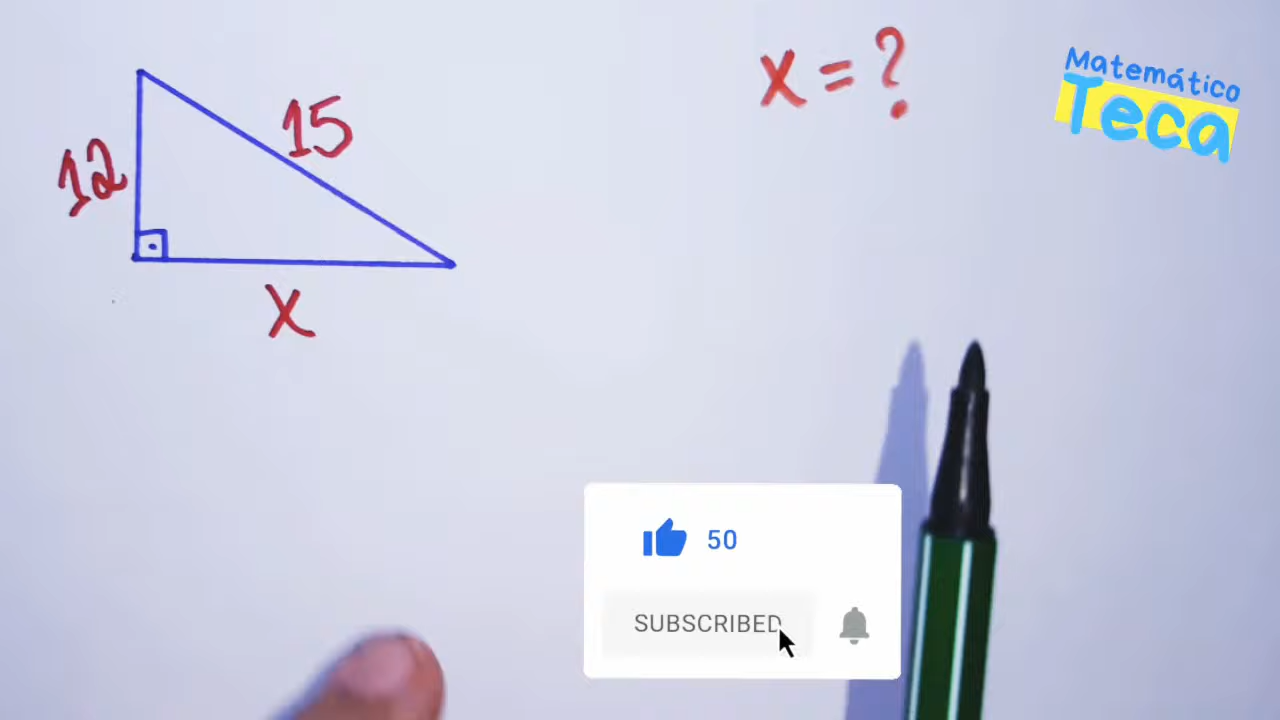 x = ?
Matemático
Teca
15
12
x
50
SUBSCRIBED